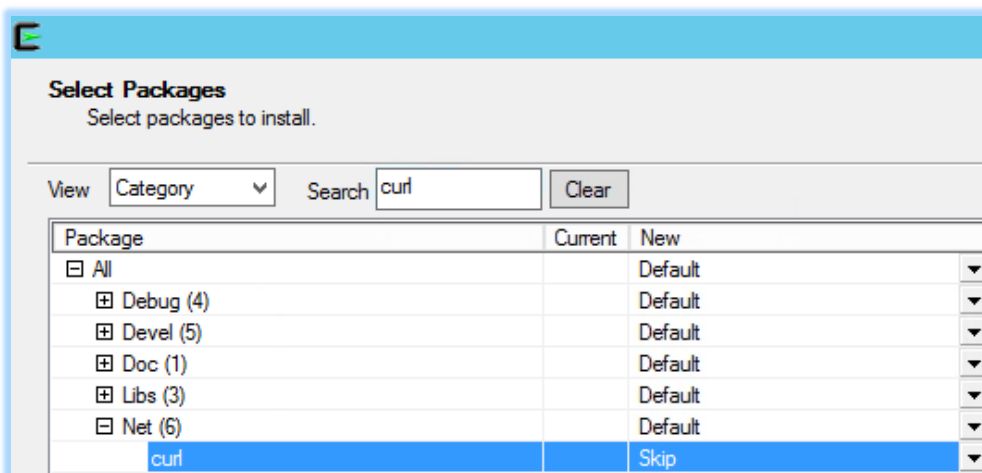 Select Packages
Select packages to install.
View Category Search curl Clear
Package Current New
All Default
Debug (4) Default
Devel (5) Default
Doc (1) Default
Libs (3) Default
Net (6) Default
curl Skip